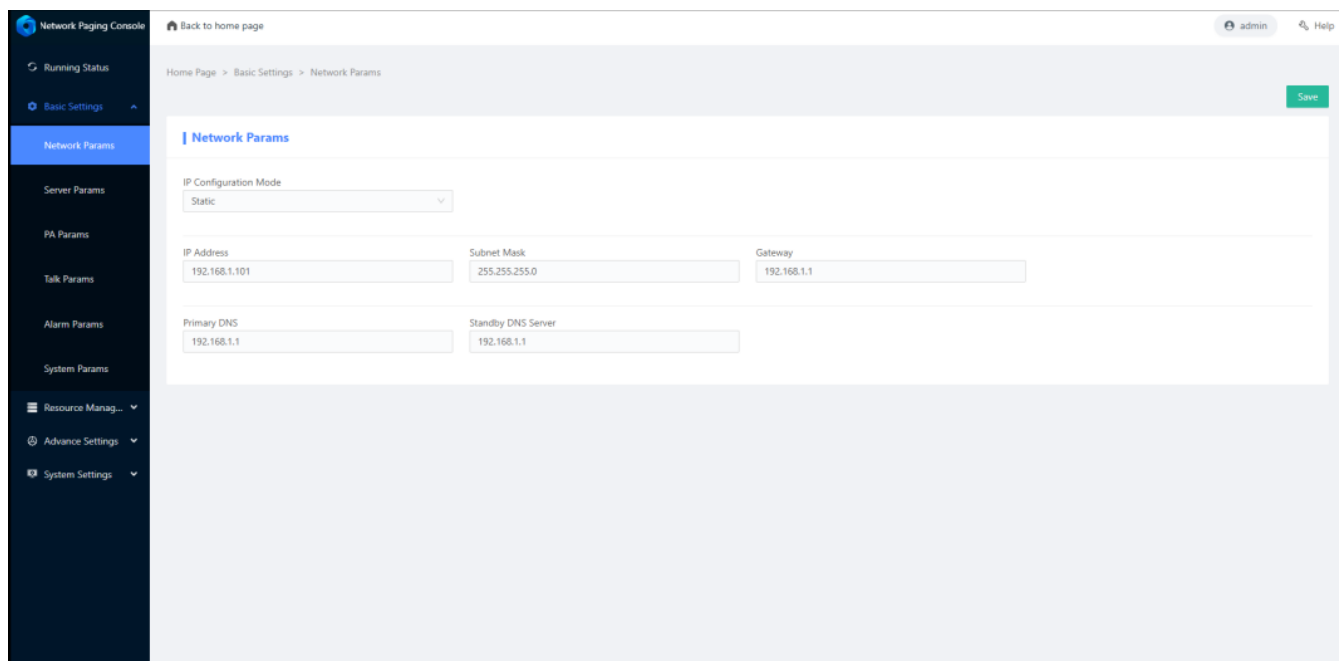 Network Paging Console
Back to home page
admin
Help
Running Status
Home Page > Basic Settings > Network Params
Basic Settings
Save
Network Params
Network Params
IP Configuration Mode
Static
Server Params
PA Params
IP Address
Subnet Mask
Gateway
192.168.1.101
255.255.255.0
192.168.1.1
Talk Params
Alarm Params
Primary DNS
Standby DNS Server
192.168.1.1
192.168.1.1
System Params
Resource Manag...
Advance Settings
System Settings